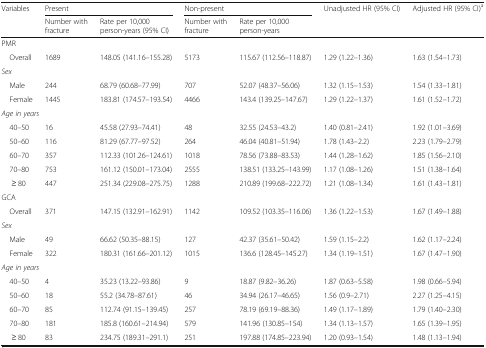 Variables Present Non-present Unadjusted HR (95% CI) Adjusted HR (95% CI)a
Number with fracture Rate per 10,000 person-years (95% CI) Number with fracture Rate per 10,000 person-years
PMR
Overall 1689 148.05 (141.16–155.28) 5173 115.67 (112.56–118.87) 1.29 (1.22–1.36) 1.63 (1.54–1.73)
Sex
Male 244 68.79 (60.68–77.99) 707 52.07 (48.37–56.06) 1.32 (1.15–1.53) 1.54 (1.33–1.81)
Female 1445 183.81 (174.57–193.54) 4466 143.4 (139.25–147.67) 1.29 (1.22–1.37) 1.61 (1.52–1.72)
Age in years
40–50 16 45.58 (27.93–74.41) 48 32.55 (24.53–43.2) 1.40 (0.81–2.41) 1.92 (1.01–3.69)
50–60 116 81.29 (67.77–97.52) 264 46.04 (40.81–51.94) 1.78 (1.43–2.2) 2.23 (1.79–2.79)
60–70 357 112.33 (101.26–124.61) 1018 78.56 (73.88–83.53) 1.44 (1.28–1.62) 1.85 (1.56–2.10)
70–80 753 161.12 (150.01–173.04) 2555 138.51 (133.25–143.99) 1.17 (1.08–1.26) 1.51 (1.38–1.64)
≥ 80 447 251.34 (229.08–275.75) 1288 210.89 (199.68–222.72) 1.21 (1.08–1.34) 1.61 (1.43–1.81)
GCA
Overall 371 147.15 (132.91–162.91) 1142 109.52 (103.35–116.06) 1.36 (1.22–1.53) 1.67 (1.49–1.88)
Sex
Male 49 66.62 (50.35–88.15) 127 42.37 (35.61–50.42) 1.59 (1.15–2.2) 1.62 (1.17–2.24)
Female 322 180.31 (161.66–201.12) 1015 136.6 (128.45–145.27) 1.34 (1.19–1.51) 1.67 (1.47–1.90)
Age in years
40–50 4 35.23 (13.22–93.86) 9 18.87 (9.82–36.26) 1.87 (0.63–5.58) 1.98 (0.66–5.94)
50–60 18 55.2 (34.78–87.61) 46 34.94 (26.17–46.65) 1.56 (0.9–2.71) 2.27 (1.25–4.15)
60–70 85 112.74 (91.15–139.45) 257 78.19 (69.19–88.36) 1.49 (1.17–1.89) 1.79 (1.40–2.30)
70–80 181 185.8 (160.61–214.94) 579 141.96 (130.85–154) 1.34 (1.13–1.57) 1.65 (1.39–1.95)
≥ 80 83 234.75 (189.31–291.1) 251 197.88 (174.85–223.94) 1.20 (0.93–1.54) 1.48 (1.13–1.94)